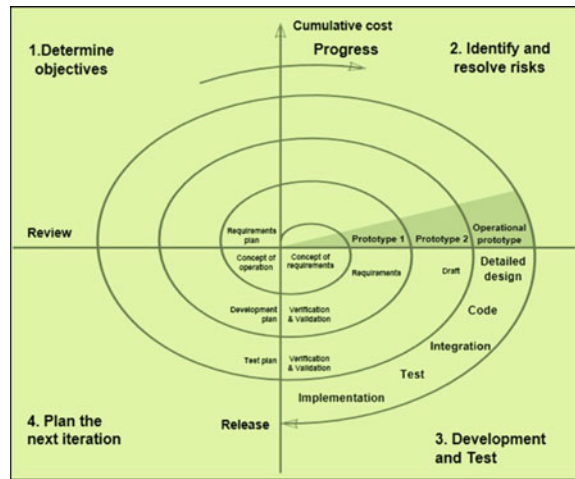 Cumulative cost
1.Determine
objectives
Progress
2. Identify and
resolve risks
Review
Requirements
plan
Prototype 1
Prototype 2
Operational
prototype
Concept of
operation
Concept of
requirements
Requirements
Draft
Detailed
design
Development
plan
Verification
& Validation
Code
Integration
Test plan
Verification
& Validation
Test
Implementation
4. Plan the
next iteration
Release
3. Development
and Test